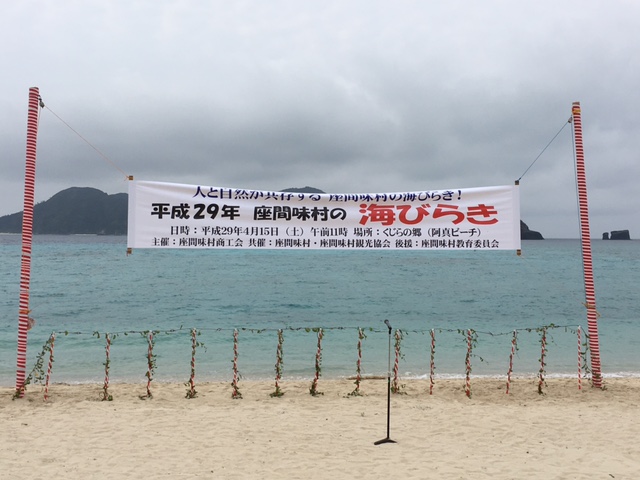 人と自然が共存する 座間味村の海びらき!
平成29年 座間味村の 海びらき
日時：平成29年4月15日（土）午前11時 場所：くじらの郷（阿真ビーチ）
主催：座間味村商工会 共催：座間味村・座間味村観光協会 後援：座間味村教育委員会